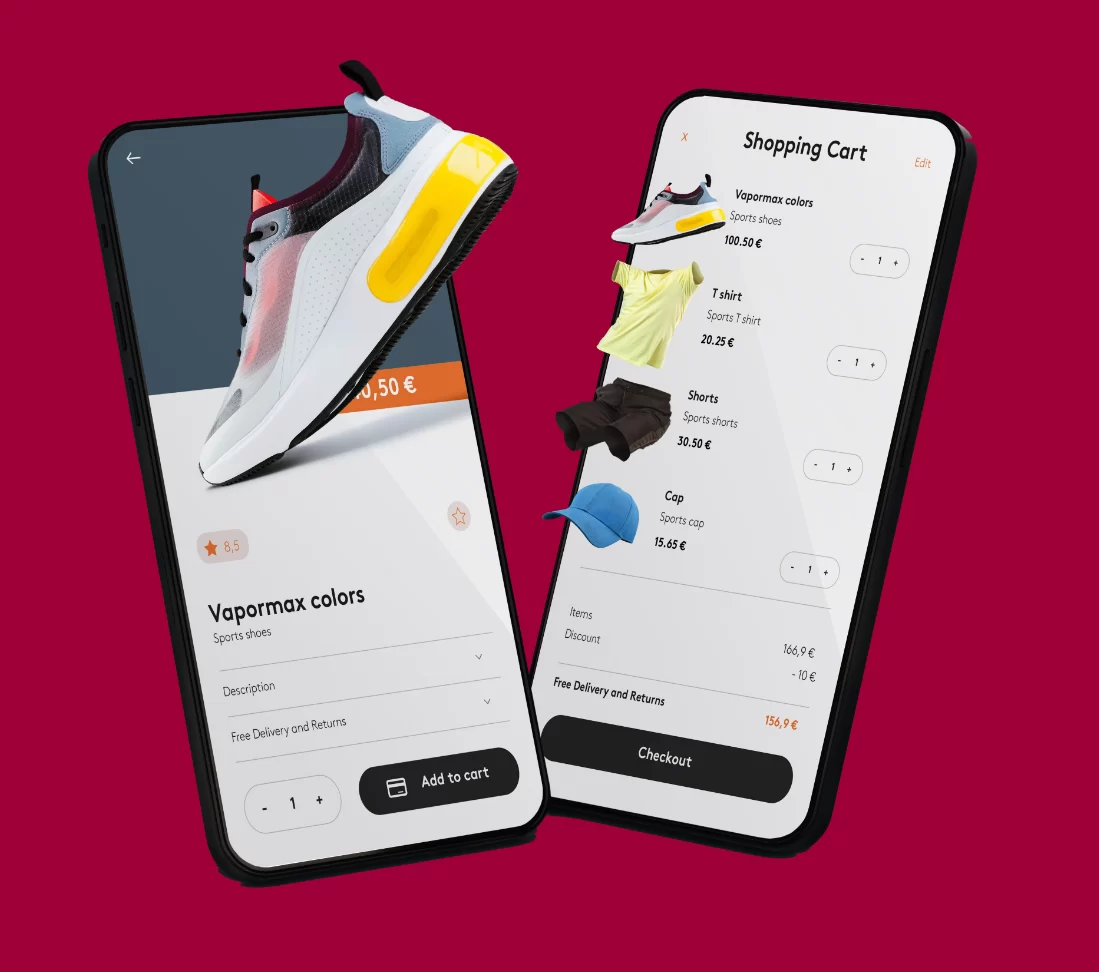 0,50 €
8,5
Vapormax colors
Sports shoes
Description
Free Delivery and Returns
- 1 +
Add to cart
X
Shopping Cart
Edit
Vapormax colors
Sports shoes
100.50 €
- 1 +
T shirt
Sports T shirt
20.25 €
- 1 +
Shorts
Sports shorts
30.50 €
- 1 +
Cap
Sports cap
15.65 €
- 1 +
Items
166,9 €
Discount
- 10 €
Free Delivery and Returns
156,9 €
Checkout